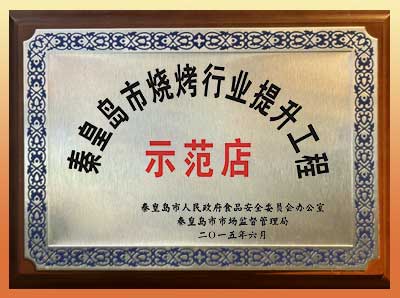 秦皇岛市烧烤行业提升工程
示范店
秦皇岛市人民政府食品安全委员会办公室
秦皇岛市市场监督管理局
二〇一五年六月